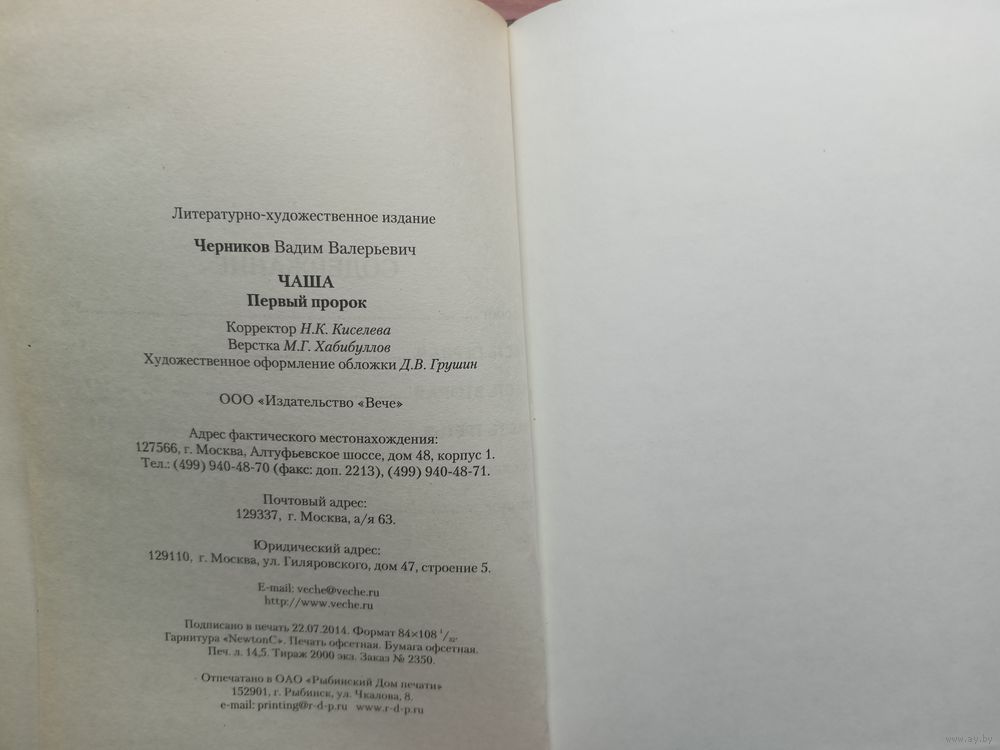 Литературно-художественное издание
Черников Вадим Валерьевич
ЧАША
Первый пророк
Корректор Н.К. Киселева
Верстка М.Г. Хабибуллов
Художественное оформление обложки Д.В. Грушин
ООО «Издательство «Вече»
Адрес фактического местонахождения:
127566, г. Москва, Алтуфьевское шоссе, дом 48, корпус 1.
Тел.: (499) 940-48-70 (факс: доп. 2213), (499) 940-48-71.
Почтовый адрес:
129337, г. Москва, а/я 63.
Юридический адрес:
129110, г. Москва, ул. Гиляровского, дом 47, строение 5.
E-mail: veche@veche.ru
http://www.veche.ru
Подписано в печать 22.07.2014. Формат 84×108 1/32.
Гарнитура «NewtonC». Печать офсетная. Бумага офсетная.
Печ. л. 14,5. Тираж 2000 экз. Заказ № 2350.
Отпечатано в ОАО «Рыбинский Дом печати»
152901, г. Рыбинск, ул. Чкалова, 8.
e-mail: printing@r-d-p.ru www.r-d-p.ru
www.ay.by